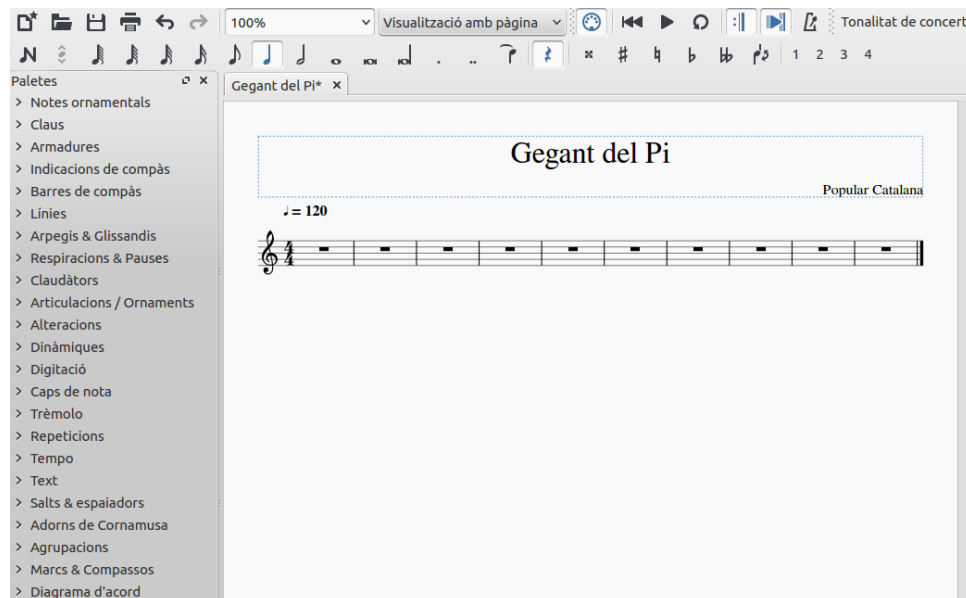 100% Visualització amb pàgina Tonalitat de concert
1 2 3 4
Paletes
Gegant del Pi*
> Notes ornamentals
> Claus
> Armadures
> Indicacions de compàs
> Barres de compàs
> Línies
> Arpegis & Glissandis
> Respiracions & Pauses
> Claudàtors
> Articulacions / Ornaments
> Alteracions
> Dinàmiques
> Digitació
> Caps de nota
> Trèmolo
> Repeticions
> Tempo
> Text
> Salts & espaiadors
> Adorns de Cornamusa
> Agrupacions
> Marcs & Compassos
> Diagrama d'acord
Gegant del Pi
Popular Catalana
♩ = 120
4
4